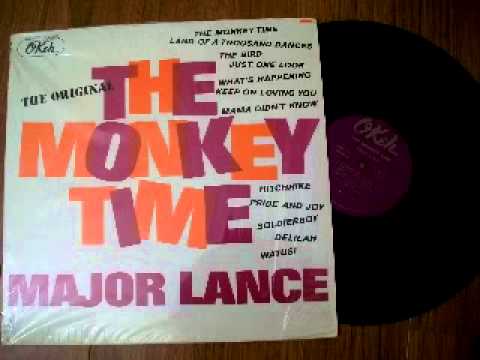 OKeh
THE MONKEY TIME
LAND OF A THOUSAND DANCES
THE BIRD
JUST ONE LOOK
WHAT'S HAPPENING
KEEP ON LOVING YOU
MAMA DIDN'T KNOW
THE ORIGINAL
THE
MONKEY
TIME
HITCHHIKE
PRIDE AND JOY
SOLDIERBOY
DELILAH
WATUSI
MAJOR LANCE
OKeh